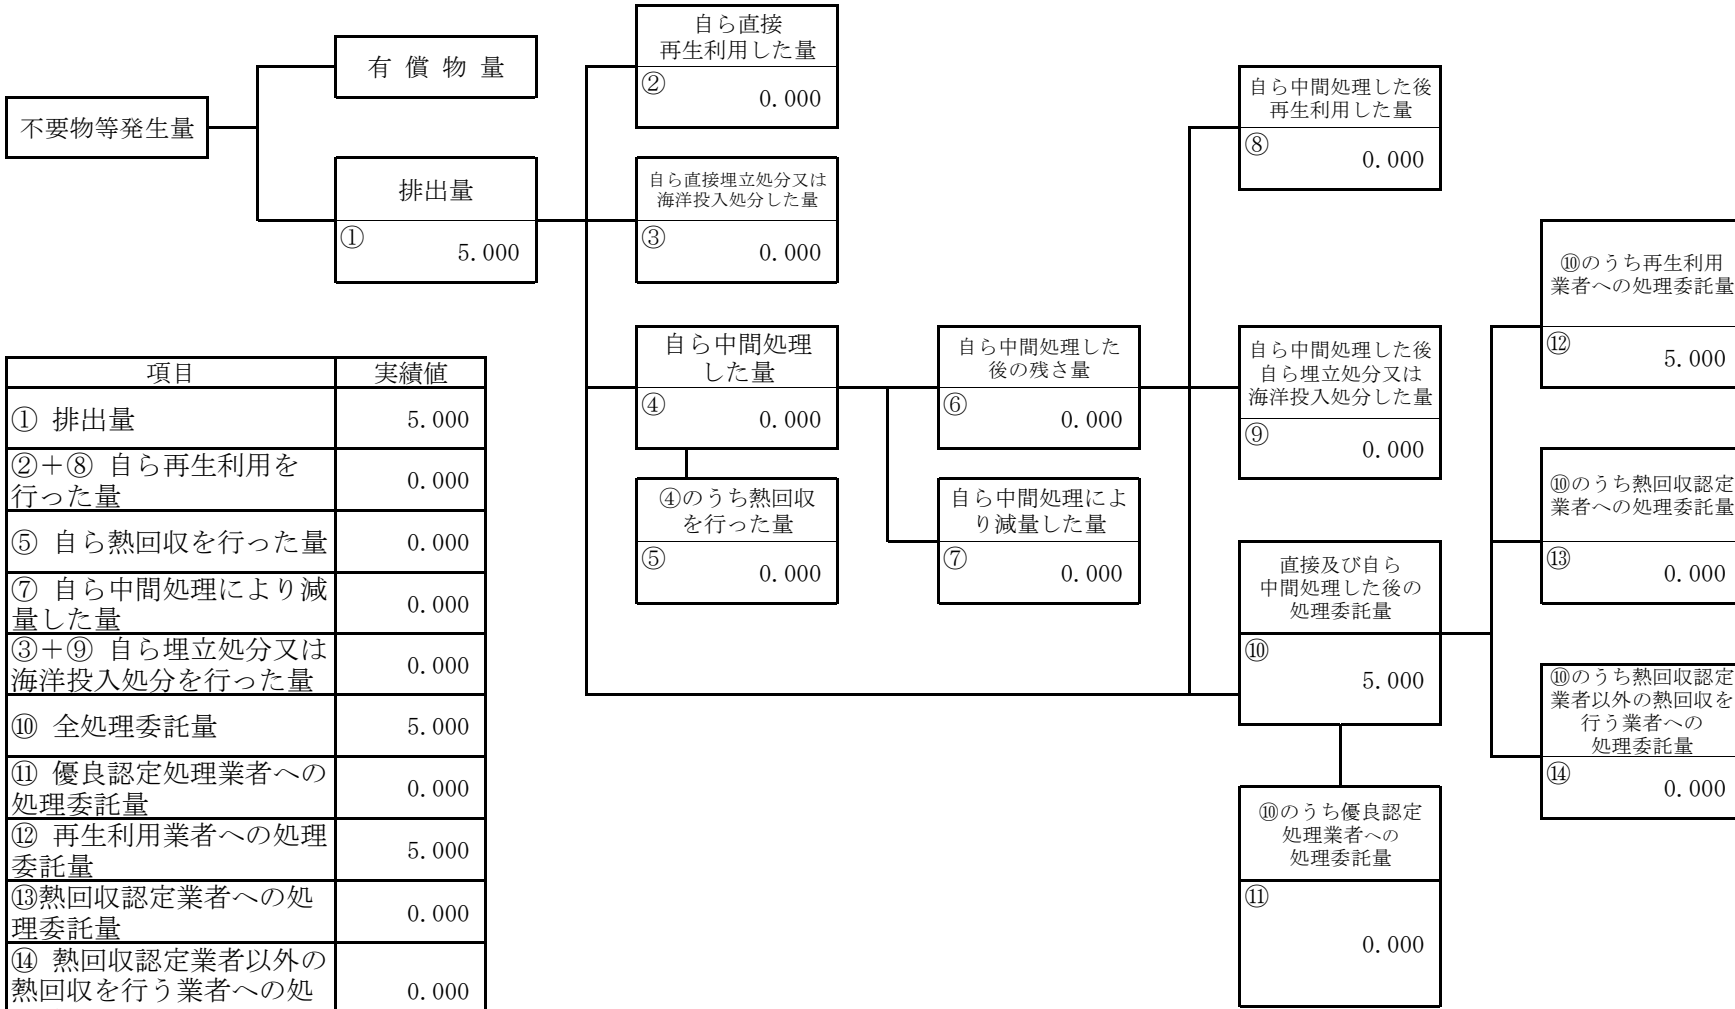 不要物等発生量
有 償 物 量
排出量
①
5.000
自ら直接
再生利用した量
②
0.000
自ら直接埋立処分又は
海洋投入処分した量
③
0.000
自ら中間処理
した量
④
0.000
④のうち熱回収
を行った量
⑤
0.000
自ら中間処理した
後の残さ量
⑥
0.000
自ら中間処理によ
り減量した量
⑦
0.000
自ら中間処理した後
再生利用した量
⑧
0.000
自ら中間処理した後
自ら埋立処分又は
海洋投入処分した量
⑨
0.000
直接及び自ら
中間処理した後の
処理委託量
⑩
5.000
⑩のうち優良認定
処理業者への
処理委託量
⑪
0.000
⑩のうち再生利用
業者への処理委託量
⑫
5.000
⑩のうち熱回収認定
業者への処理委託量
⑬
0.000
⑩のうち熱回収認定
業者以外の熱回収を
行う業者への
処理委託量
⑭
0.000
項目 実績値
① 排出量 5.000
②+⑧ 自ら再生利用を
行った量 0.000
⑤ 自ら熱回収を行った量 0.000
⑦ 自ら中間処理により減
量した量 0.000
③+⑨ 自ら埋立処分又は
海洋投入処分を行った量 0.000
⑩ 全処理委託量 5.000
⑪ 優良認定処理業者への
処理委託量 0.000
⑫ 再生利用業者への処理
委託量 5.000
⑬熱回収認定業者への処
理委託量 0.000
⑭ 熱回収認定業者以外の
熱回収を行う業者への処 0.000